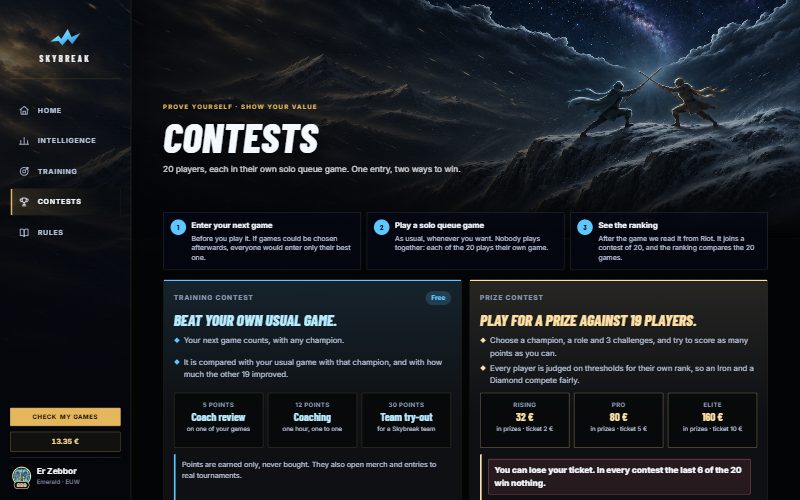 SKYBREAK
HOME
INTELLIGENCE
TRAINING
CONTESTS
RULES
CHECK MY GAMES
13.35 €
Er Zebbor
Emerald · EUW
PROVE YOURSELF · SHOW YOUR VALUE
CONTESTS
20 players, each in their own solo queue game. One entry, two ways to win.
1
Enter your next game
Before you play it. If games could be chosen
afterwards, everyone would enter only their best
one.
2
Play a solo queue game
As usual, whenever you want. Nobody plays
together: each of the 20 plays their own game.
3
See the ranking
After the game we read it from Riot. It joins a
contest of 20, and the ranking compares the 20
games.
TRAINING CONTEST
Free
BEAT YOUR OWN USUAL GAME.
Your next game counts, with any champion.
It is compared with your usual game with that champion, and with how
much the other 19 improved.
5 POINTS
Coach review
on one of your games
12 POINTS
Coaching
one hour, one to one
30 POINTS
Team try-out
for a Skybreak team
Points are earned only, never bought. They also open merch and entries to
real tournaments.
PRIZE CONTEST
PLAY FOR A PRIZE AGAINST 19 PLAYERS.
Choose a champion, a role and 3 challenges, and try to score as many
points as you can.
Every player is judged on thresholds for their own rank, so an Iron and a
Diamond compete fairly.
RISING
32 €
in prizes · ticket 2 €
PRO
80 €
in prizes · ticket 5 €
ELITE
160 €
in prizes · ticket 10 €
You can lose your ticket. In every contest the last 6 of the 20
win nothing.